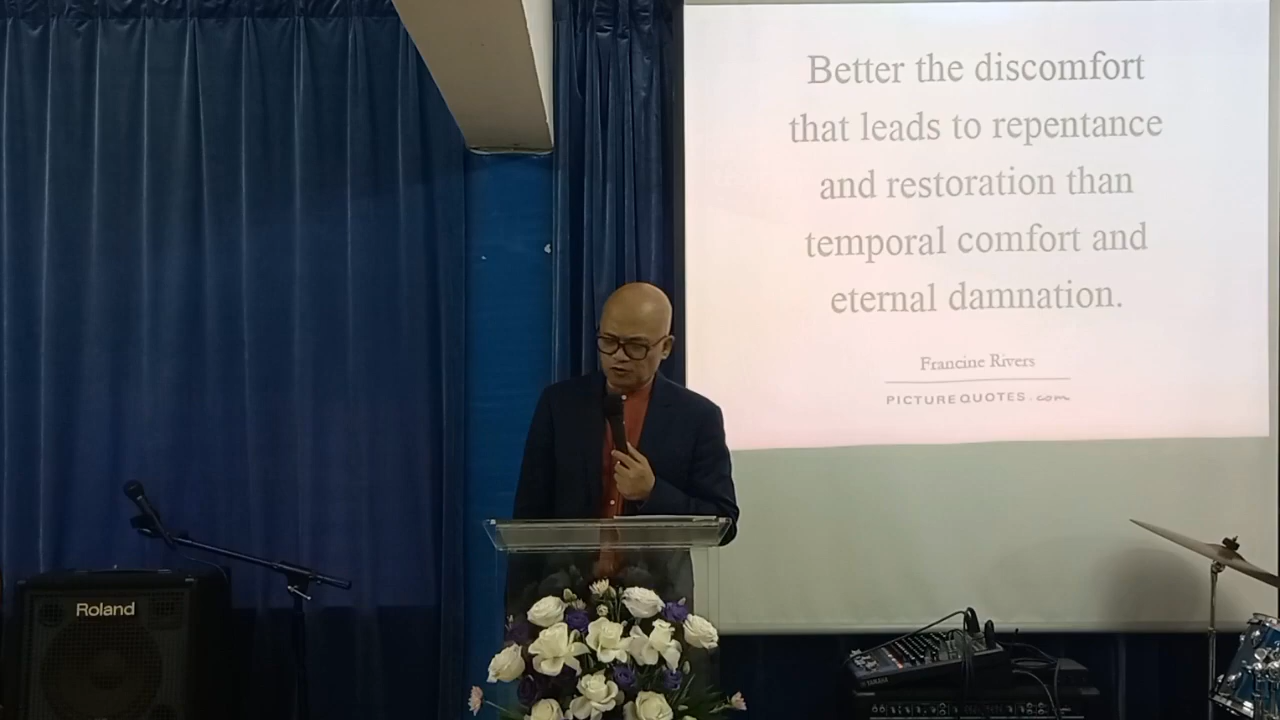 Better the discomfort
that leads to repentance
and restoration than
temporal comfort and
eternal damnation.
Francine Rivers
PICTUREQUOTES.com
Roland
YAMAHA